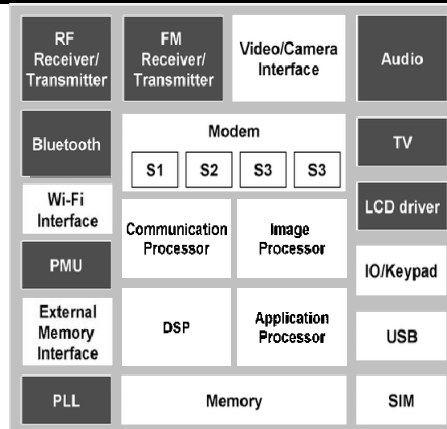 RF
Receiver/
Transmitter
FM
Receiver/
Transmitter
Video/Camera
Interface
Audio
Bluetooth
Modem
S1 S2 S3 S3
TV
Wi-Fi
Interface
Communication
Processor
Image
Processor
LCD driver
PMU
IO/Keypad
External
Memory
Interface
DSP
Application
Processor
USB
PLL
Memory
SIM